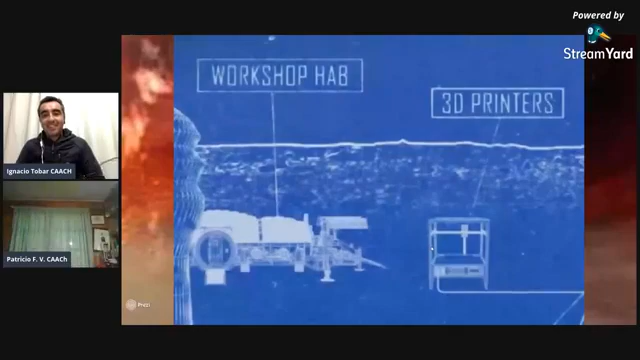 Powered by
StreamYard
WORKSHOP HAB
3D PRINTERS
Ignacio Tobar CAACH
Patricio F. V. CAACh
Prezi